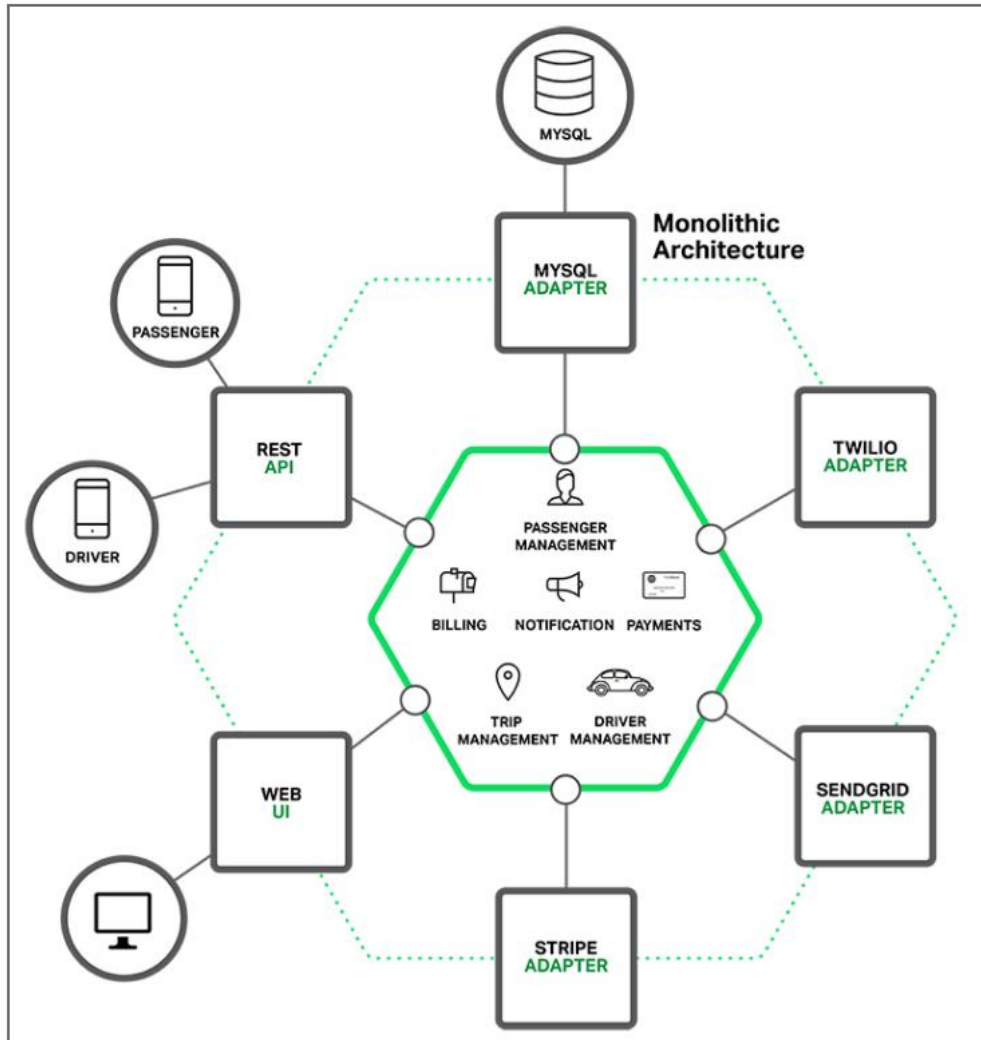 MYSQL
Monolithic
Architecture
MYSQL
ADAPTER
PASSENGER
REST
API
TWILIO
ADAPTER
DRIVER
PASSENGER
MANAGEMENT
BILLING
NOTIFICATION
PAYMENTS
TRIP
MANAGEMENT
DRIVER
MANAGEMENT
WEB
UI
SENDGRID
ADAPTER
STRIPE
ADAPTER